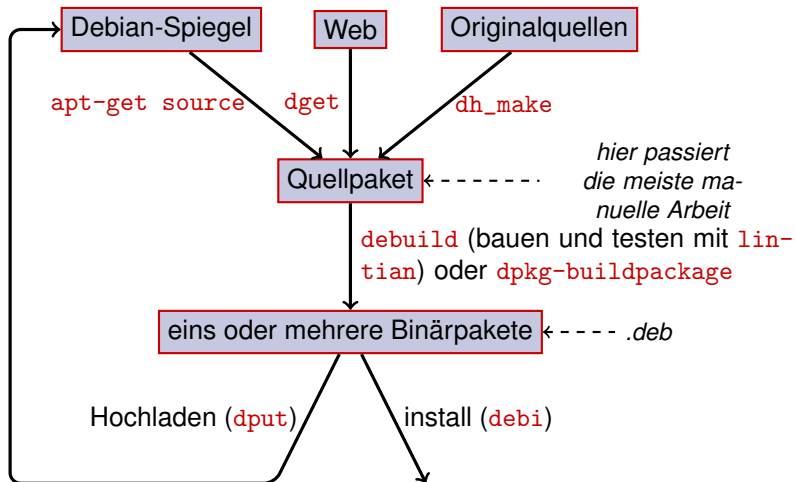 Debian-Spiegel
Web
Originalquellen
apt-get source
dget
dh_make
Quellpaket
hier passiert
die meiste ma-
nuelle Arbeit
debuild (bauen und testen mit lin-
tian) oder dpkg-buildpackage
eins oder mehrere Binärpakete
.deb
Hochladen (dput)
install (debi)